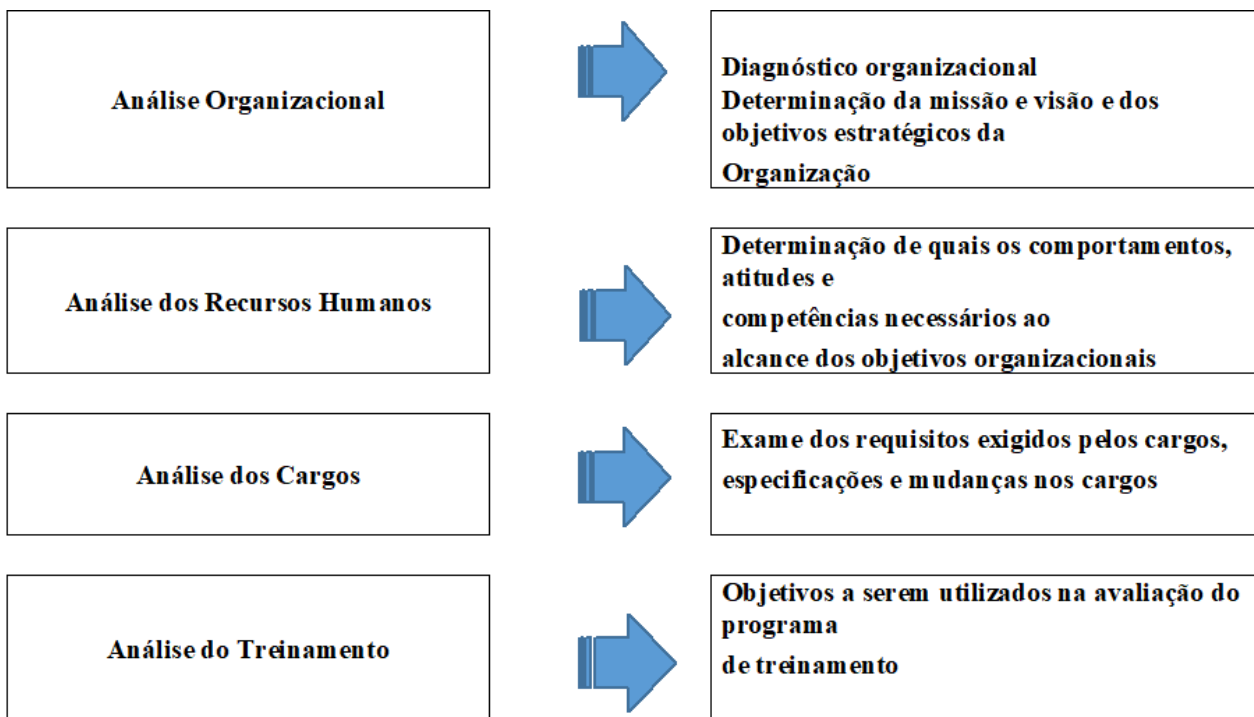 Análise Organizacional
Diagnóstico organizacional
Determinação da missão e visão e dos
objetivos estratégicos da
Organização
Análise dos Recursos Humanos
Determinação de quais os comportamentos,
atitudes e
competências necessários ao
alcance dos objetivos organizacionais
Análise dos Cargos
Exame dos requisitos exigidos pelos cargos,
especificações e mudanças nos cargos
Análise do Treinamento
Objetivos a serem utilizados na avaliação do
programa
de treinamento